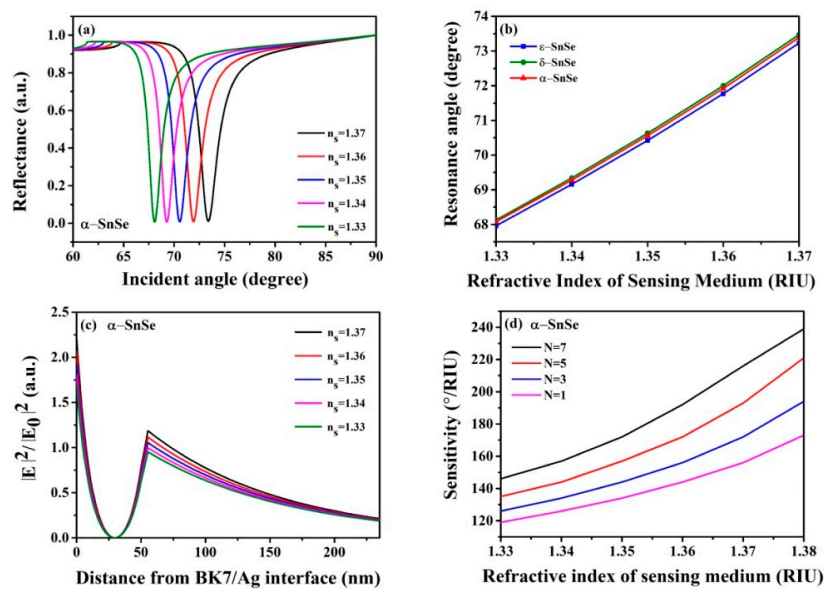 (a)
1.0
0.8
0.6
0.4
0.2
0.0
Reflectance (a.u.)
n_s=1.37
n_s=1.36
n_s=1.35
n_s=1.34
n_s=1.33
α−SnSe
60 65 70 75 80 85 90
Incident angle (degree)
(b)
74
73
72
71
70
69
68
Resonance angle (degree)
ε−SnSe
δ−SnSe
α−SnSe
1.33 1.34 1.35 1.36 1.37
Refractive Index of Sensing Medium (RIU)
(c) α−SnSe
2.5
2.0
1.5
1.0
0.5
0.0
|E|²/|E₀|² (a.u.)
n_s=1.37
n_s=1.36
n_s=1.35
n_s=1.34
n_s=1.33
0 50 100 150 200
Distance from BK7/Ag interface (nm)
(d) α−SnSe
240
220
200
180
160
140
120
Sensitivity (°/RIU)
N=7
N=5
N=3
N=1
1.33 1.34 1.35 1.36 1.37 1.38
Refractive index of sensing medium (RIU)